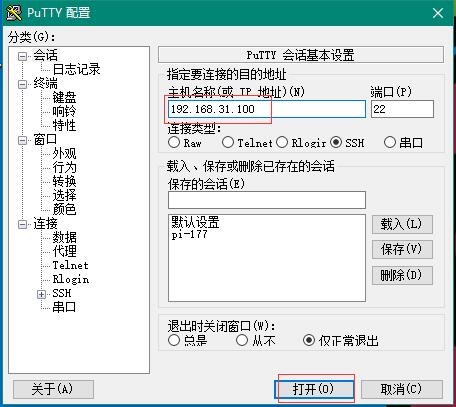 PuTTY 配置
分类(G):
会话
日志记录
终端
键盘
响铃
特性
窗口
外观
行为
转换
选择
颜色
连接
数据
代理
Telnet
Rlogin
SSH
串口
PuTTY 会话基本设置
指定要连接的目的地址
主机名称(或 IP 地址)(N) 端口(P)
192.168.31.100 22
连接类型:
Raw Telnet Rlogin SSH 串口
载入、保存或删除已存在的会话
保存的会话(E)
默认设置
pi-177
载入(L)
保存(V)
删除(D)
退出时关闭窗口(W):
总是 从不 仅正常退出
关于(A) 打开(O) 取消(C)